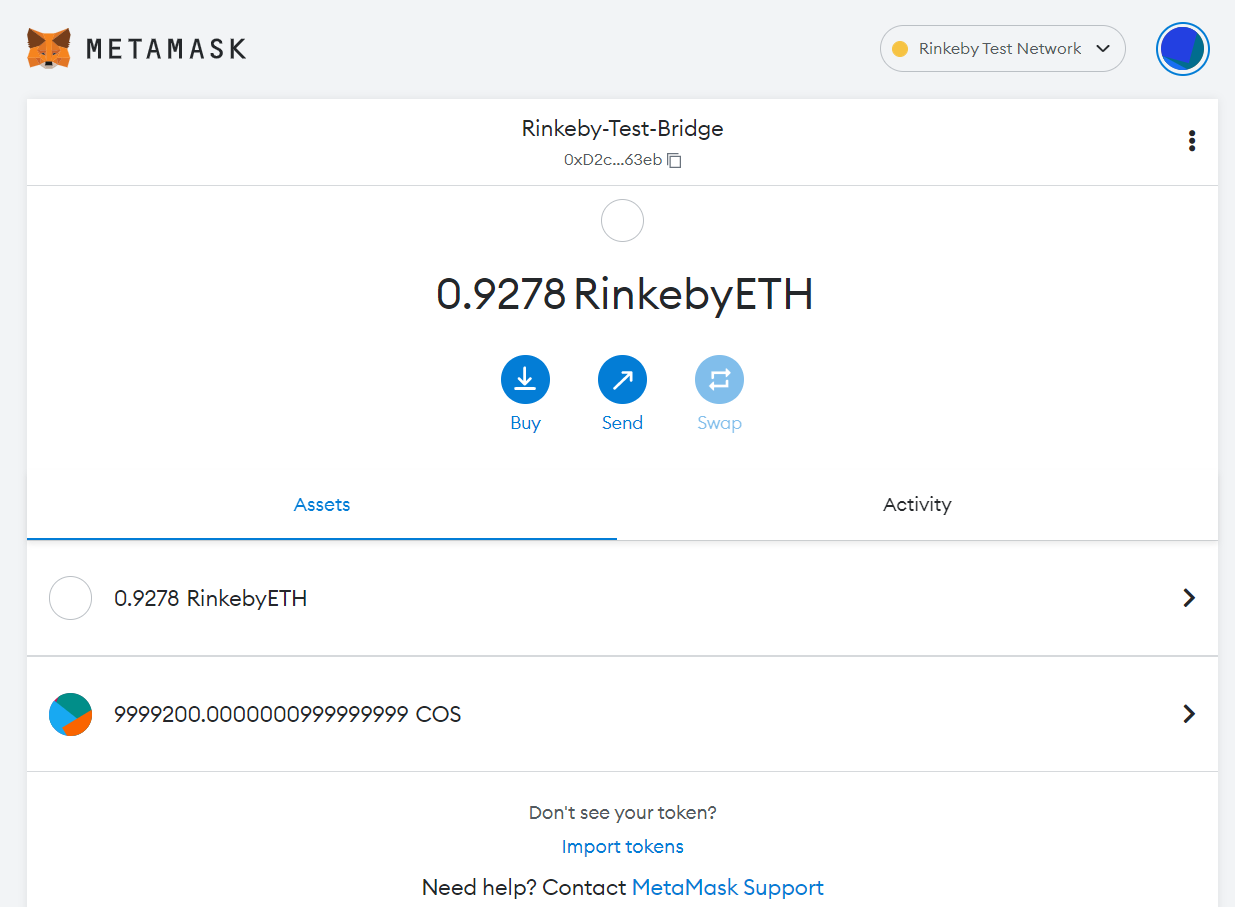 METAMASK
Rinkeby Test Network
Rinkeby-Test-Bridge
0xD2c...63eb
0.9278 RinkebyETH
Buy
Send
Swap
Assets
Activity
0.9278 RinkebyETH
9999200.0000000999999999 COS
Don't see your token?
Import tokens
Need help? Contact MetaMask Support